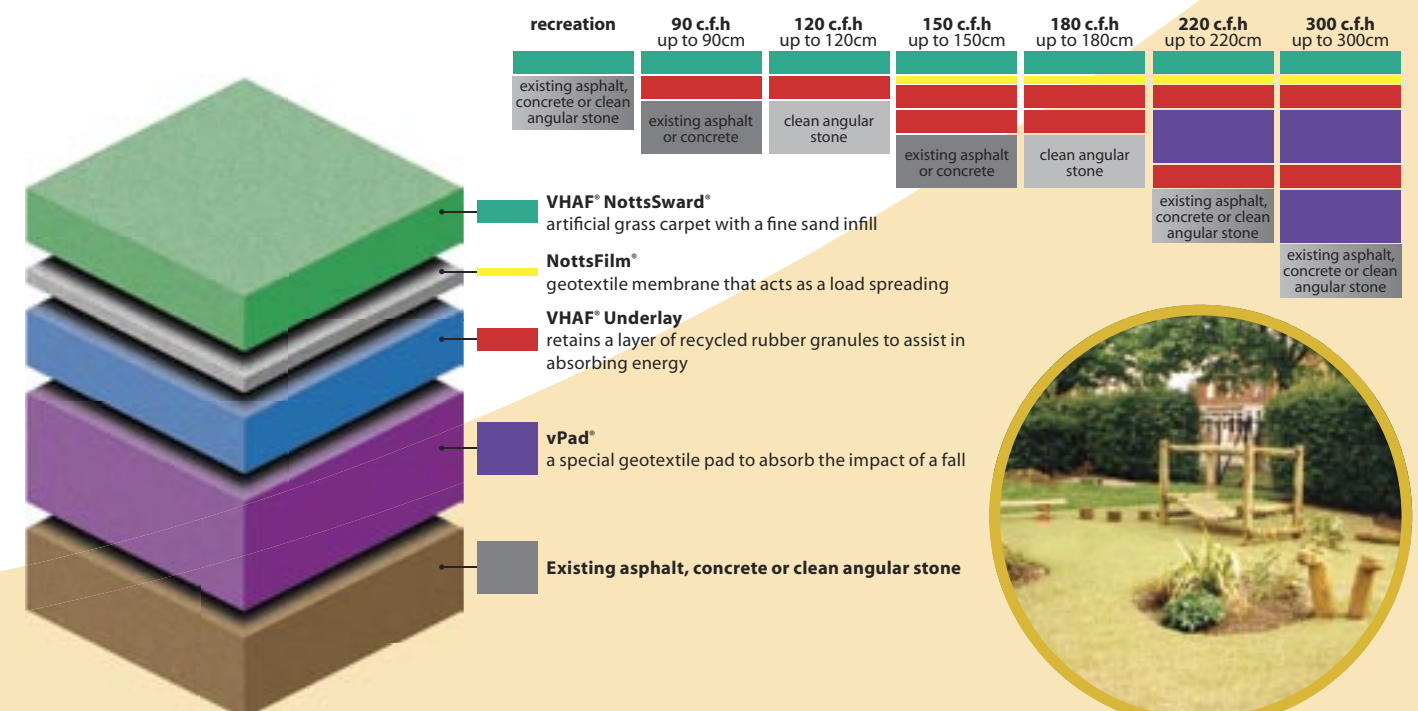 recreation
90 c.f.h
up to 90cm
120 c.f.h
up to 120cm
150 c.f.h
up to 150cm
180 c.f.h
up to 180cm
220 c.f.h
up to 220cm
300 c.f.h
up to 300cm
existing asphalt,
concrete or clean
angular stone
existing asphalt
or concrete
clean angular
stone
existing asphalt
or concrete
clean angular
stone
existing asphalt,
concrete or clean
angular stone
existing asphalt,
concrete or clean
angular stone
VHAF® NottsSward®
artificial grass carpet with a fine sand infill
NottsFilm®
geotextile membrane that acts as a load spreading
VHAF® Underlay
retains a layer of recycled rubber granules to assist in
absorbing energy
vPad®
a special geotextile pad to absorb the impact of a fall
Existing asphalt, concrete or clean angular stone